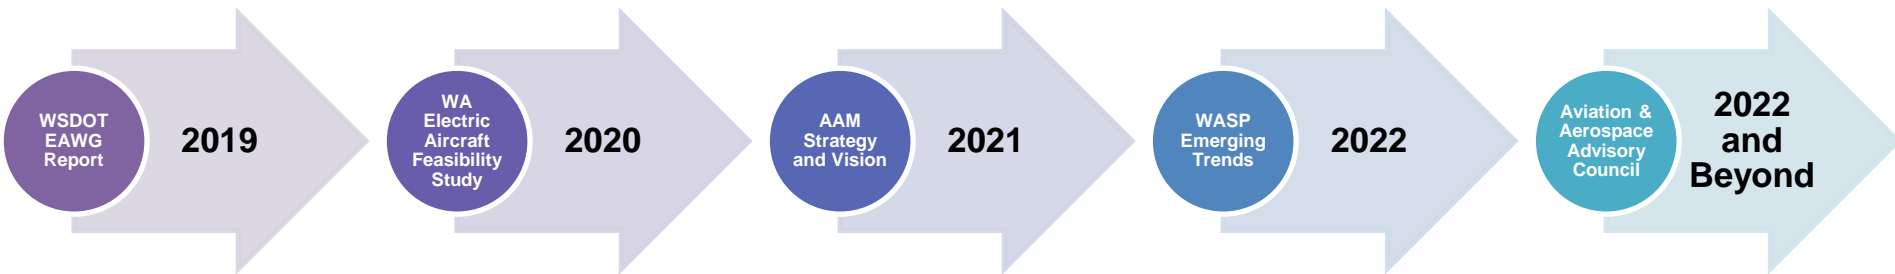 WSDOT
EAWG
Report
2019
WA
Electric
Aircraft
Feasibility
Study
2020
AAM
Strategy
and Vision
2021
WASP
Emerging
Trends
2022
Aviation &
Aerospace
Advisory
Council
2022
and
Beyond